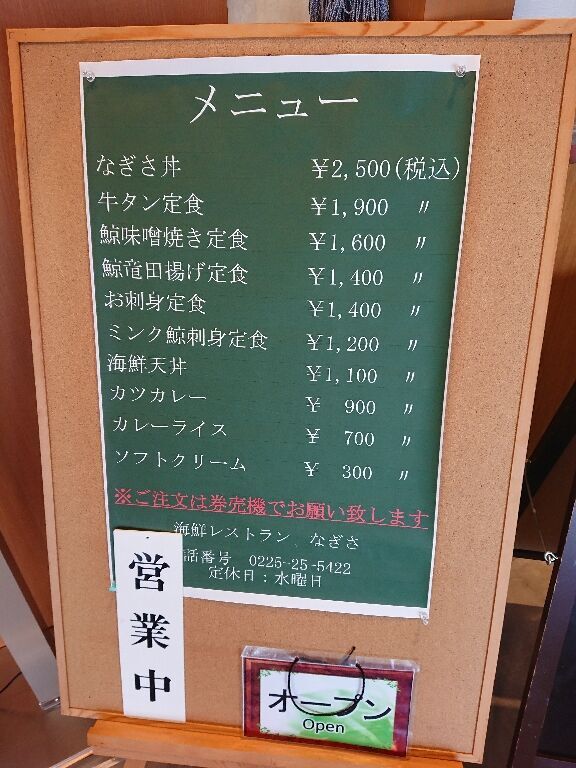 メニュー
なぎさ丼 ¥2,500(税込)
牛タン定食 ¥1,900 〃
鯨味噌焼き定食 ¥1,600 〃
鯨竜田揚げ定食 ¥1,400 〃
お刺身定食 ¥1,400 〃
ミンク鯨刺身定食 ¥1,200 〃
海鮮天丼 ¥1,100 〃
カツカレー ¥ 900 〃
カレーライス ¥ 700 〃
ソフトクリーム ¥ 300 〃
※ご注文は券売機でお願い致します
海鮮レストラン、なぎさ
話番号 0225-25-5422
定休日:水曜日
営業中
オープン
Open